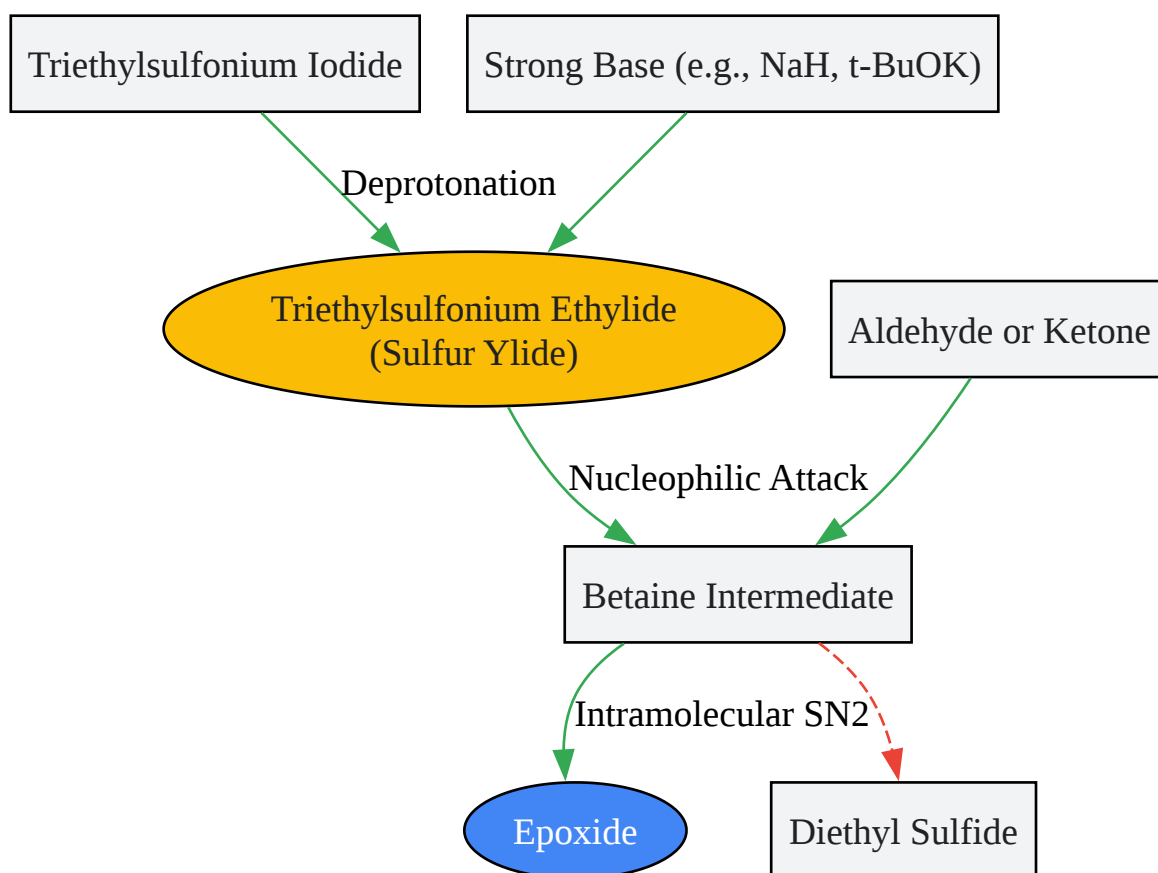 Triethylsulfonium Iodide
Strong Base (e.g., NaH, t-BuOK)
Deprotonation
Triethylsulfonium Ethylide
(Sulfur Ylide)
Aldehyde or Ketone
Nucleophilic Attack
Betaine Intermediate
Intramolecular SN2
Epoxide
Diethyl Sulfide